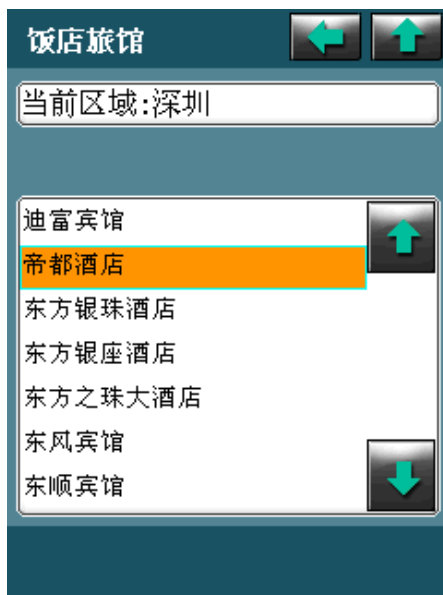 饭店旅馆
当前区域:深圳
迪富宾馆
帝都酒店
东方银珠酒店
东方银座酒店
东方之珠大酒店
东风宾馆
东顺宾馆